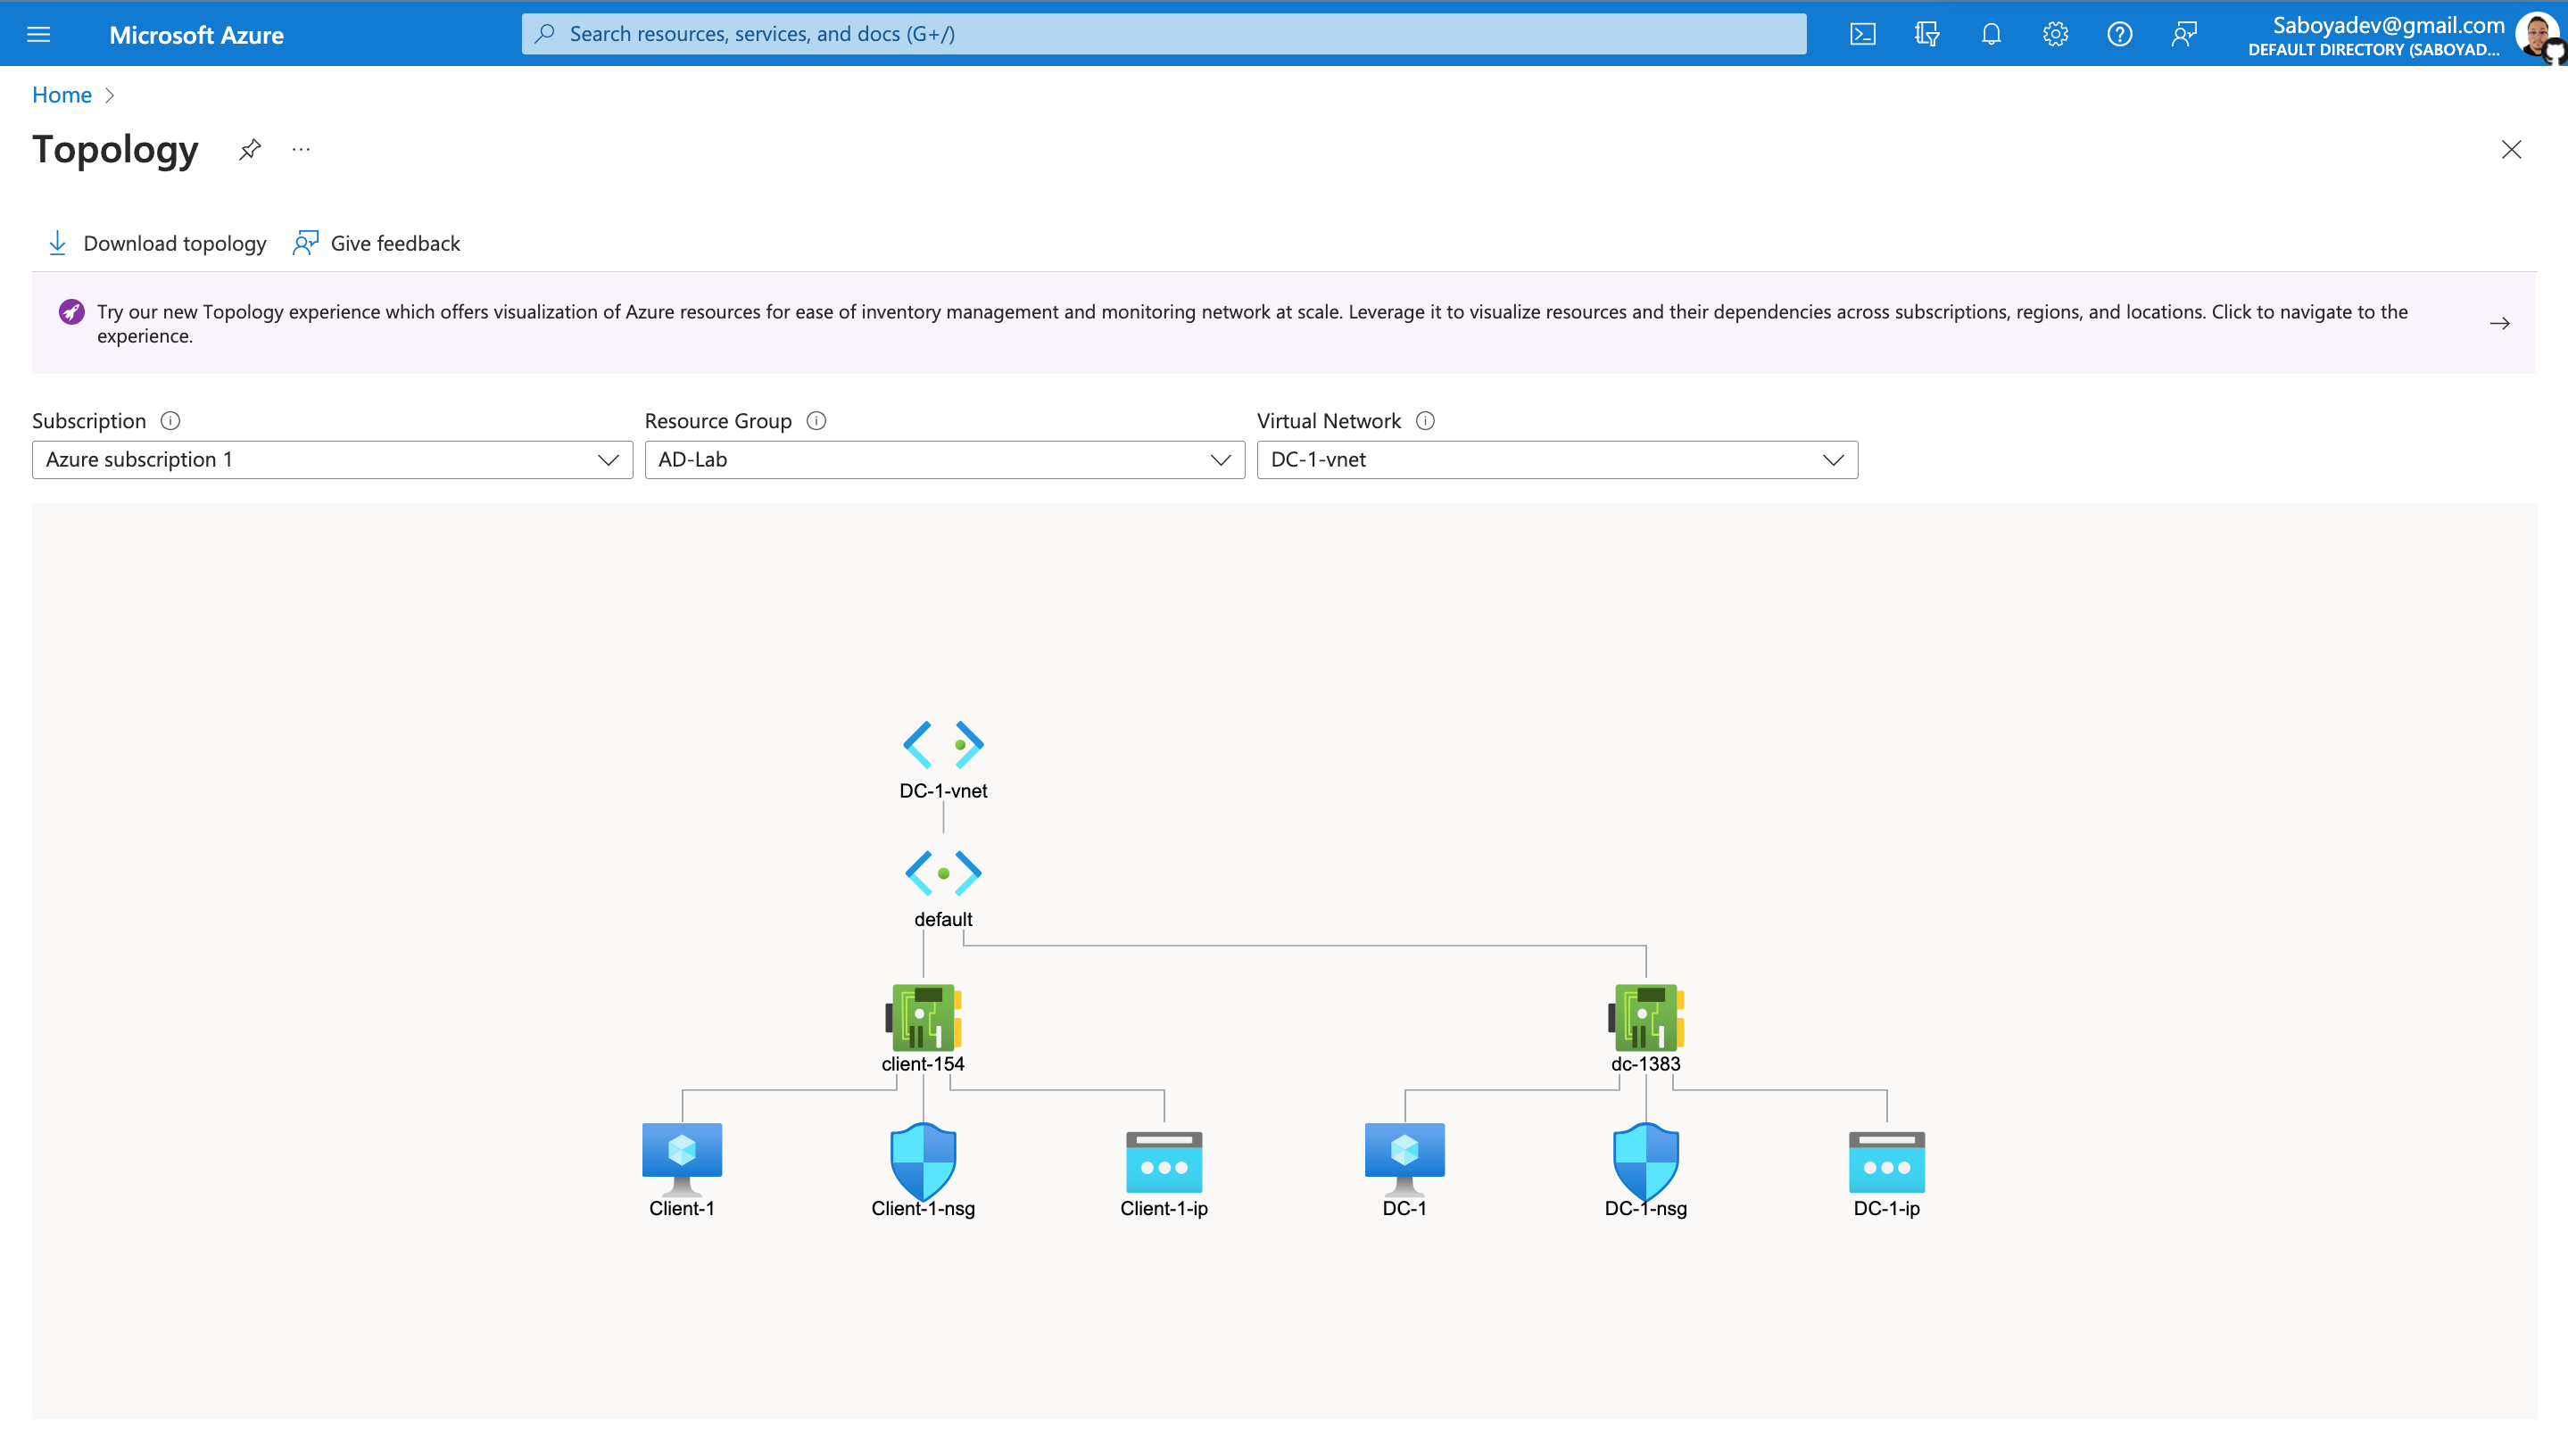 Microsoft Azure
Search resources, services, and docs (G+/)
Saboyadev@gmail.com
DEFAULT DIRECTORY (SABOYAD...
Home
Topology
Download topology
Give feedback
Try our new Topology experience which offers visualization of Azure resources for ease of inventory management and monitoring network at scale. Leverage it to visualize resources and their dependencies across subscriptions, regions, and locations. Click to navigate to the
experience.
Subscription
Resource Group
Virtual Network
Azure subscription 1
AD-Lab
DC-1-vnet
DC-1-vnet
default
client-154
dc-1383
Client-1
Client-1-nsg
Client-1-ip
DC-1
DC-1-nsg
DC-1-ip